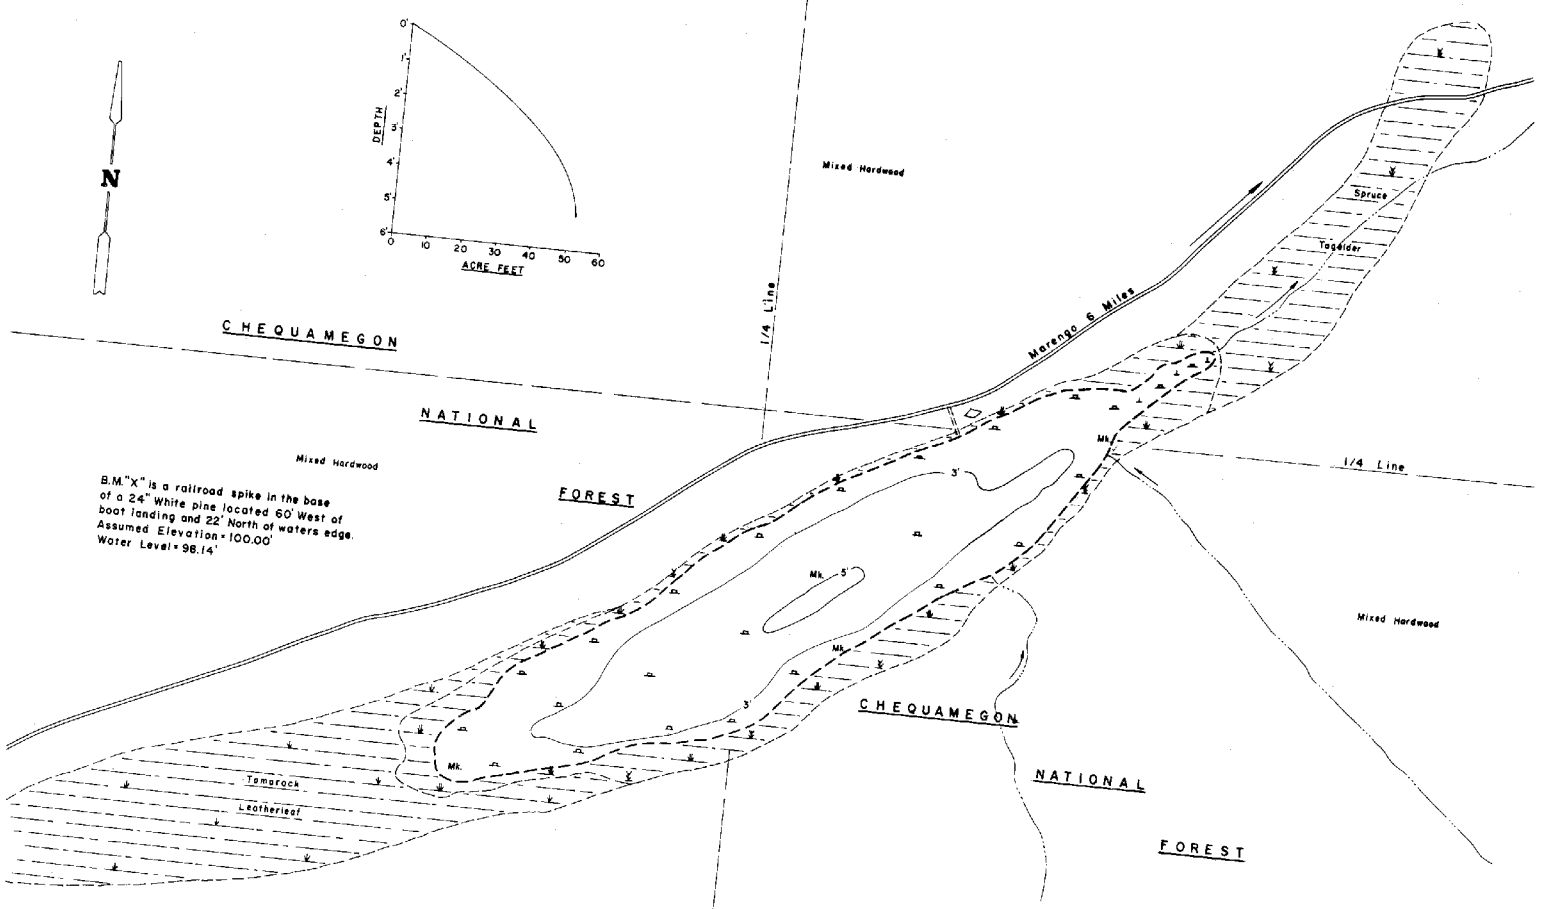 N
DEPTH
0'
1'
2'
3'
4'
5'
6'
0 10 20 30 40 50 60
ACRE FEET
1/4 Line
Mixed Hardwood
Spruce
Tagalder
Marengo 6 Miles
CHEQUAMEGON
NATIONAL
FOREST
Mixed Hardwood
B.M. "X" is a railroad spike in the base
of a 24" White pine located 60' West of
boat landing and 22' North of waters edge.
Assumed Elevation = 100.00'
Water Level = 98.14'
Mk.
1/4 Line
3'
Mk. 5'
Mk.
3'
Mixed Hardwood
Mk.
Tamarack
Leatherleaf
CHEQUAMEGON
NATIONAL
FOREST